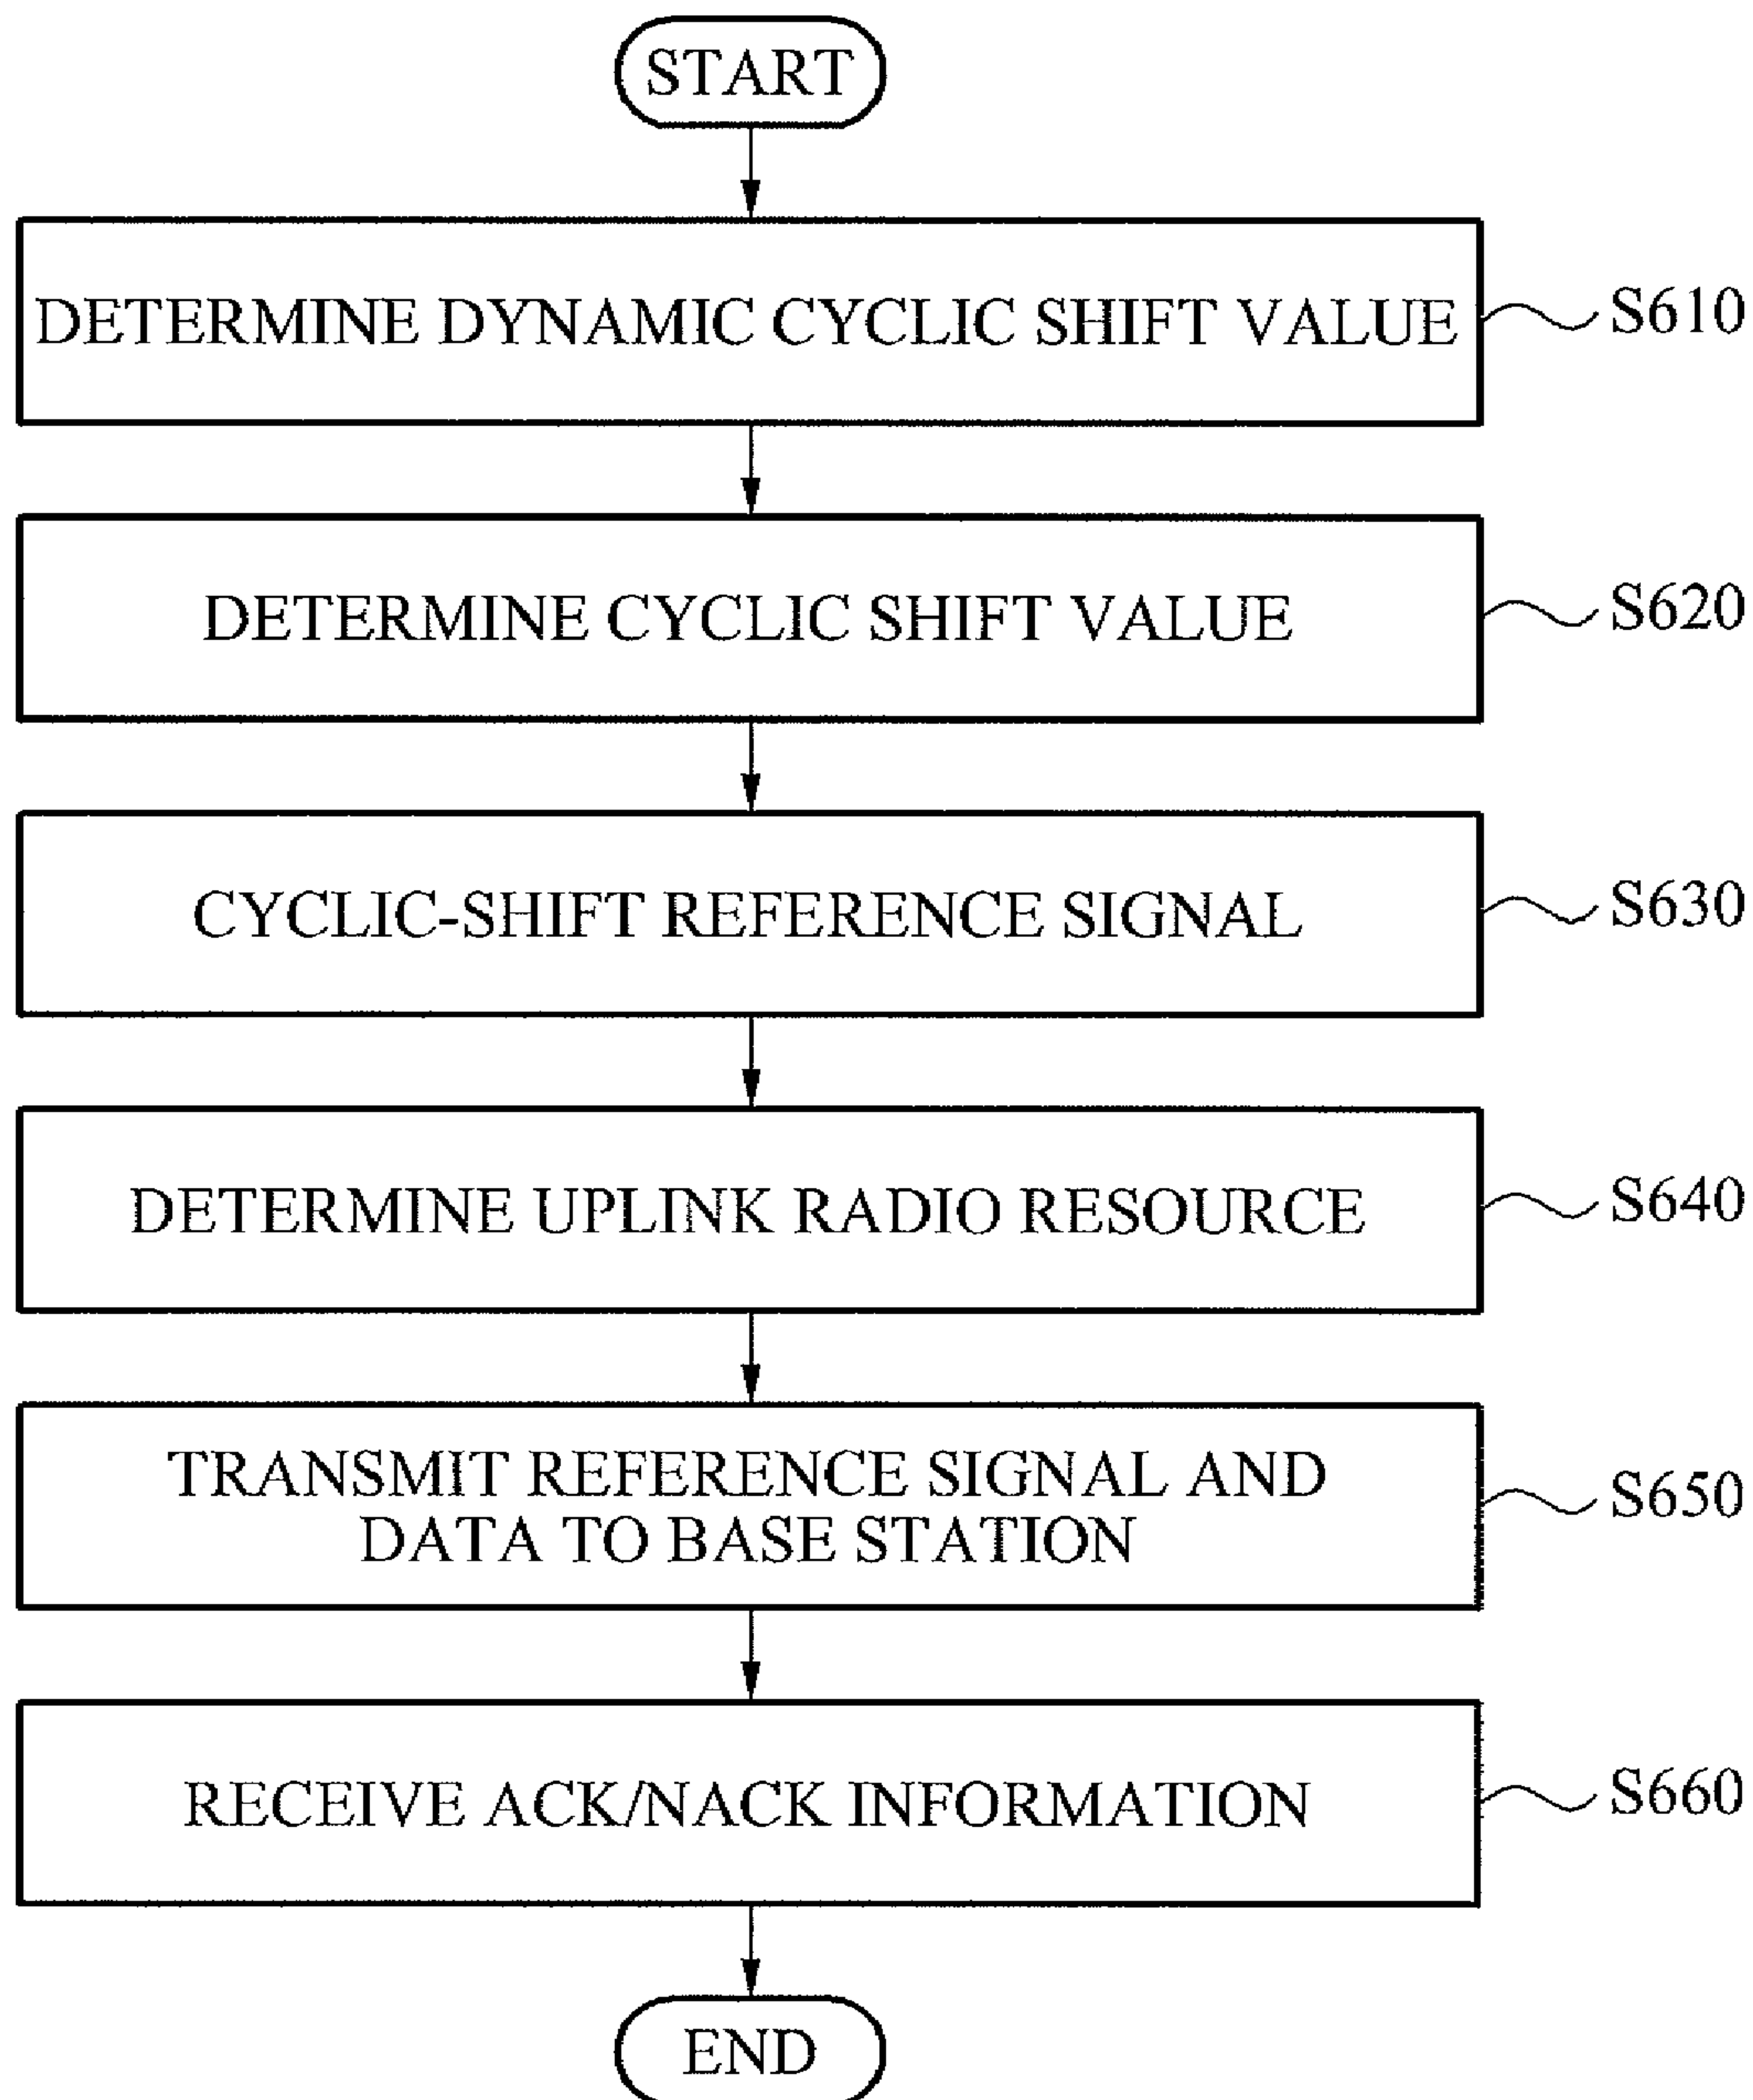 START
DETERMINE DYNAMIC CYCLIC SHIFT VALUE
S610
DETERMINE CYCLIC SHIFT VALUE
S620
CYCLIC-SHIFT REFERENCE SIGNAL
S630
DETERMINE UPLINK RADIO RESOURCE
S640
TRANSMIT REFERENCE SIGNAL AND
DATA TO BASE STATION
S650
RECEIVE ACK/NACK INFORMATION
S660
END